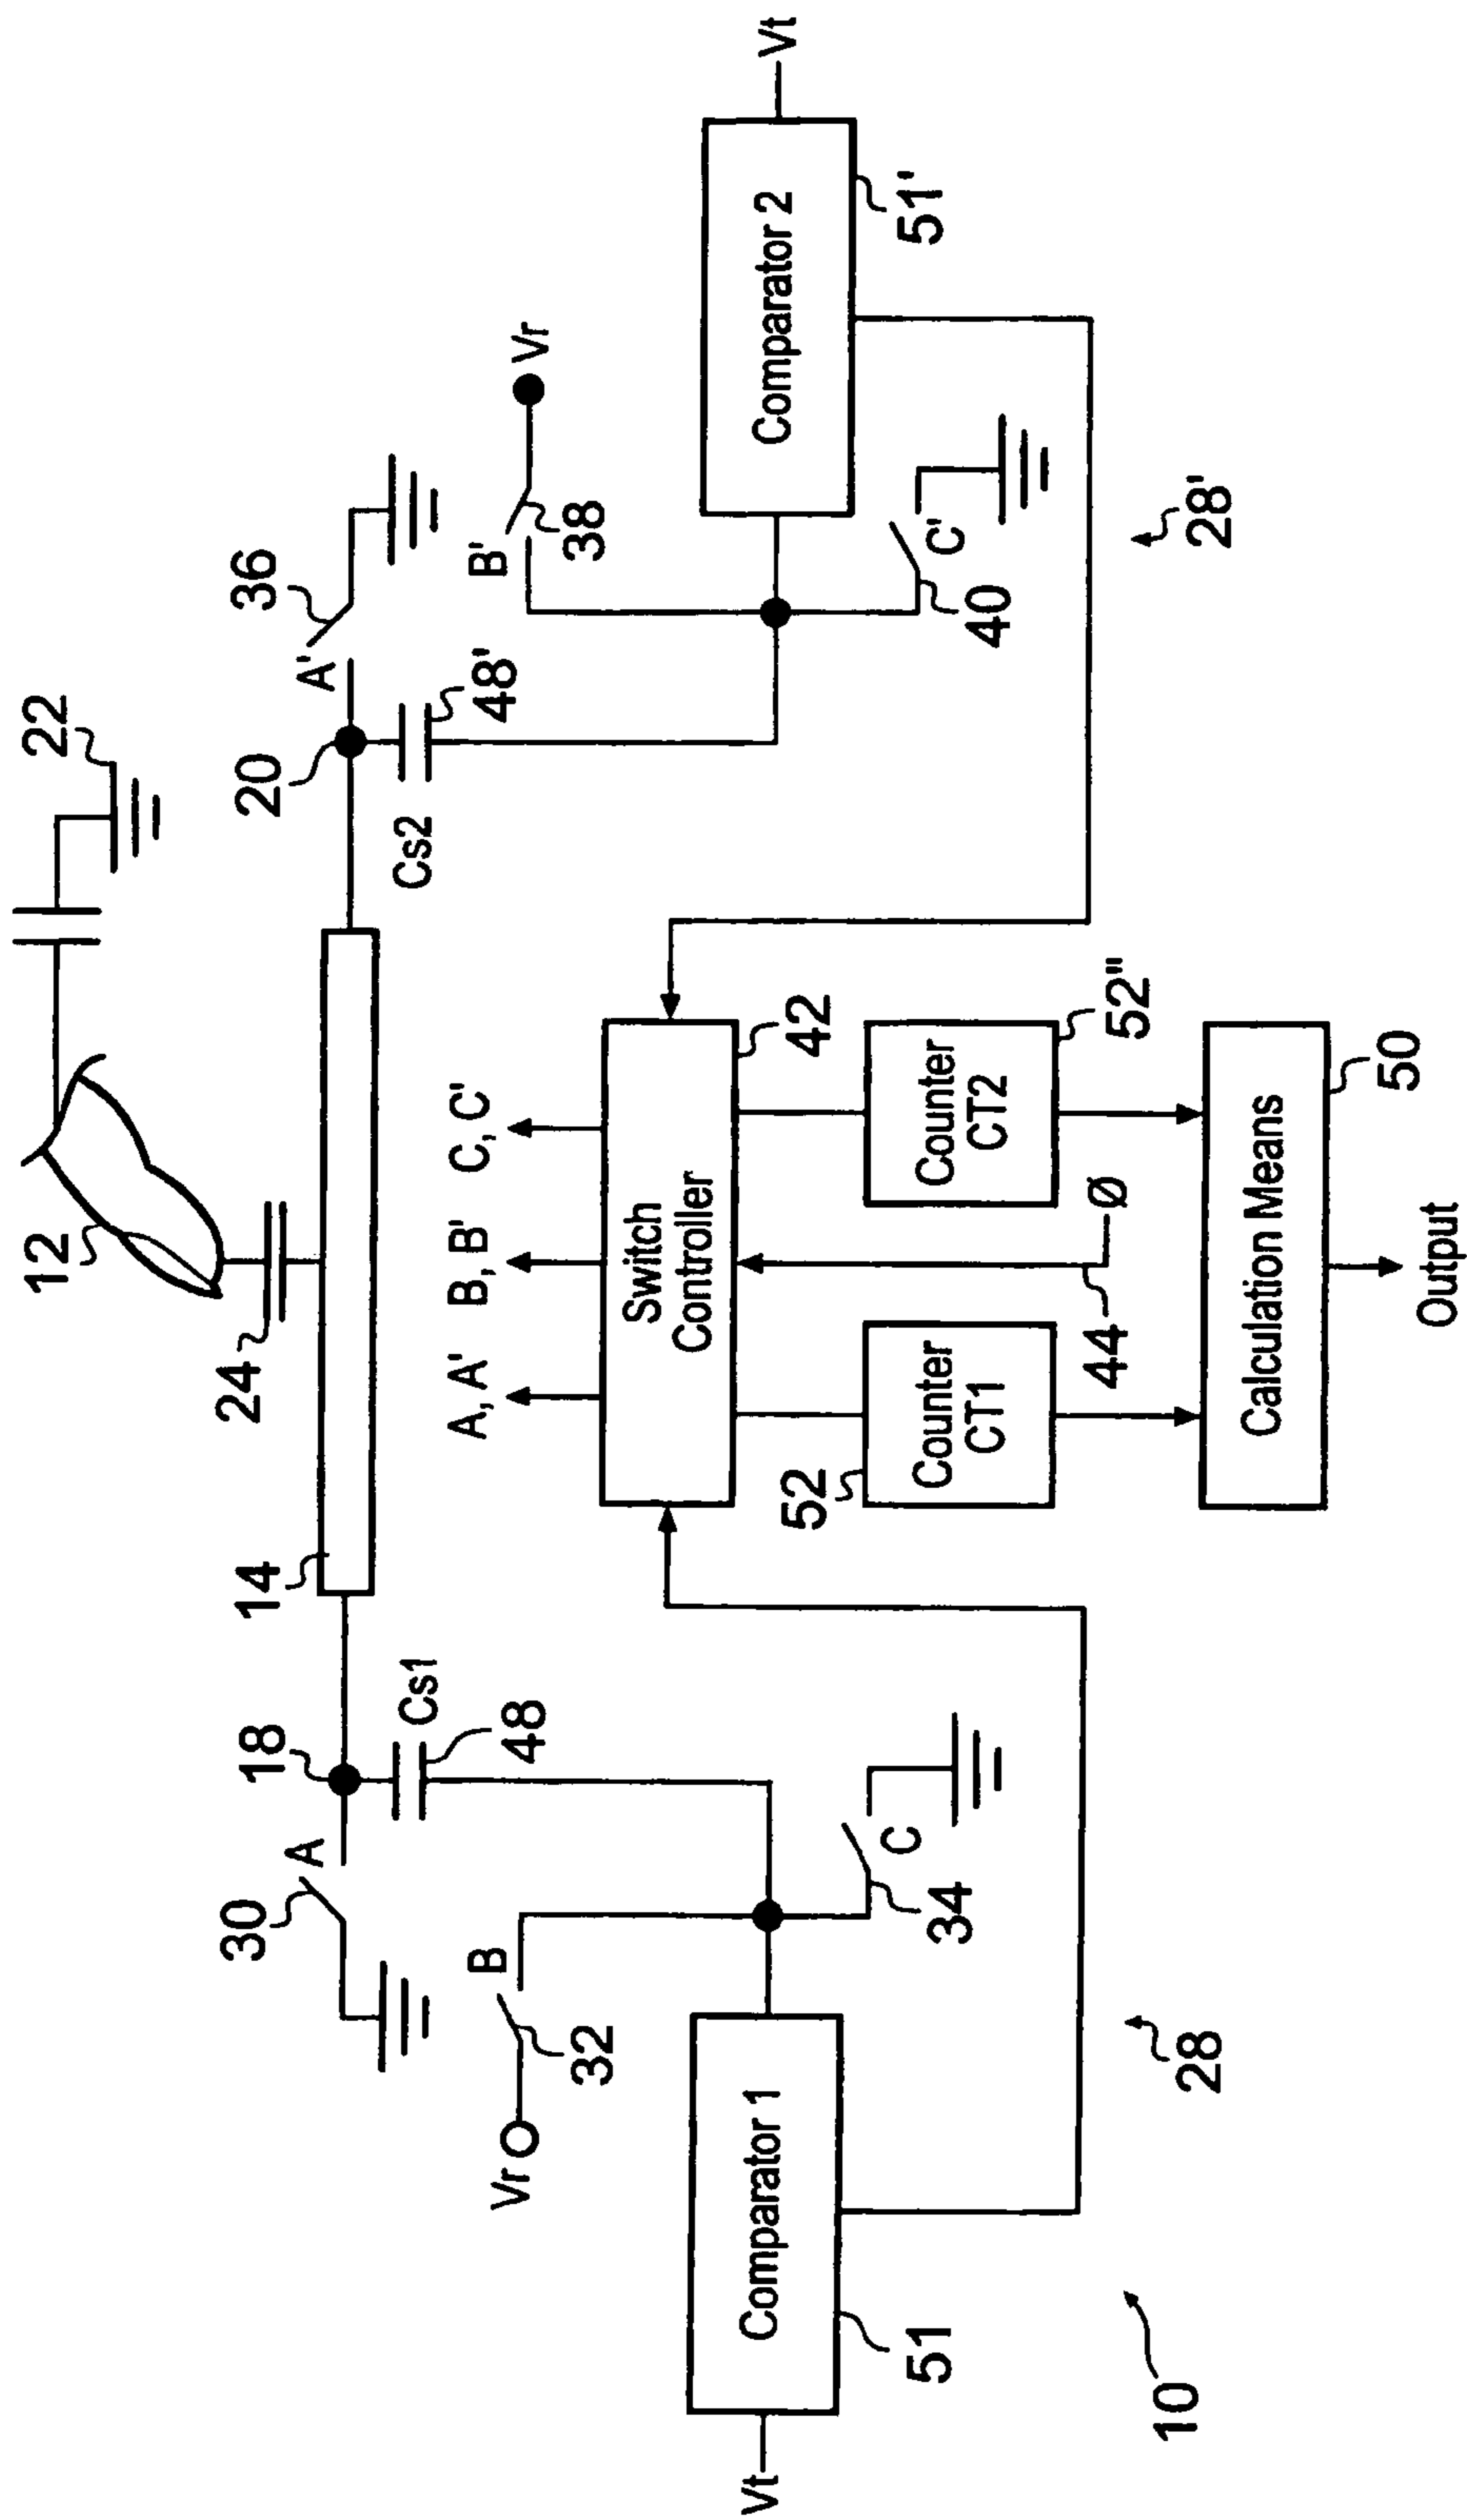 12
22
24
14
18
20
30
A
36
A'
Cs1
48
Cs2
48'
Vr
B
32
A, A'
B, B'
C, C'
B'
38
Vr
Switch
Controller
42
C
34
C'
40
Vt
Comparator 1
51
Comparator 2
Vt
51'
52
Counter
CT1
Counter
CT2
52"
44
Ø
Calculation Means
50
Output
10
28
28'